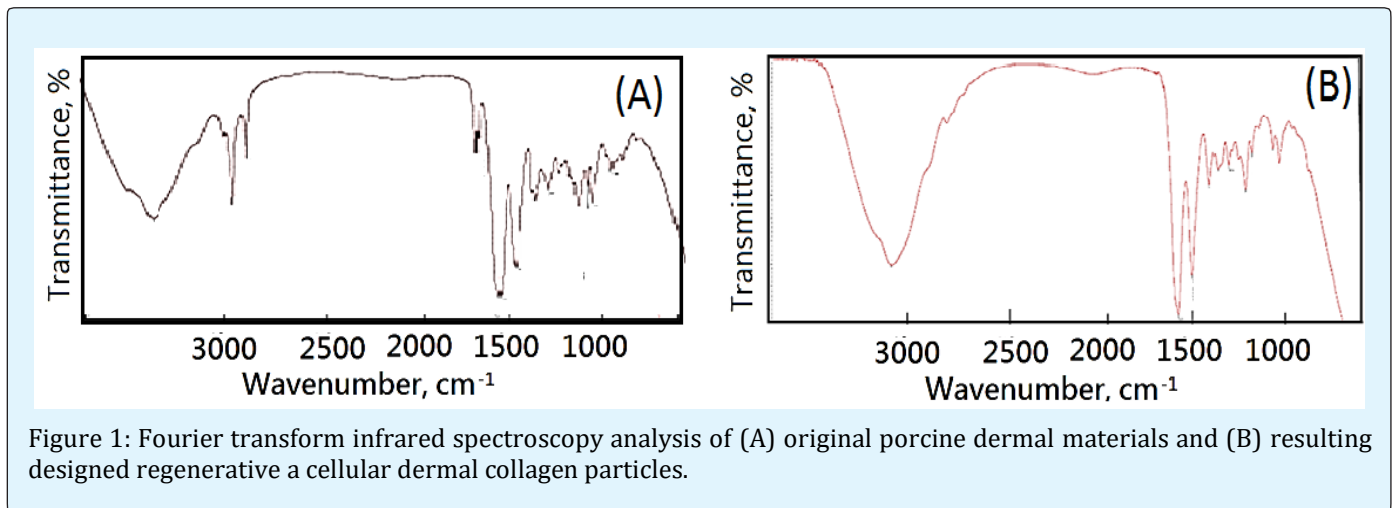 (A)
Transmittance, %
3000 2500 2000 1500 1000
Wavenumber, cm-1
(B)
Transmittance, %
3000 2500 2000 1500 1000
Wavenumber, cm-1
Figure 1: Fourier transform infrared spectroscopy analysis of (A) original porcine dermal materials and (B) resulting
designed regenerative a cellular dermal collagen particles.